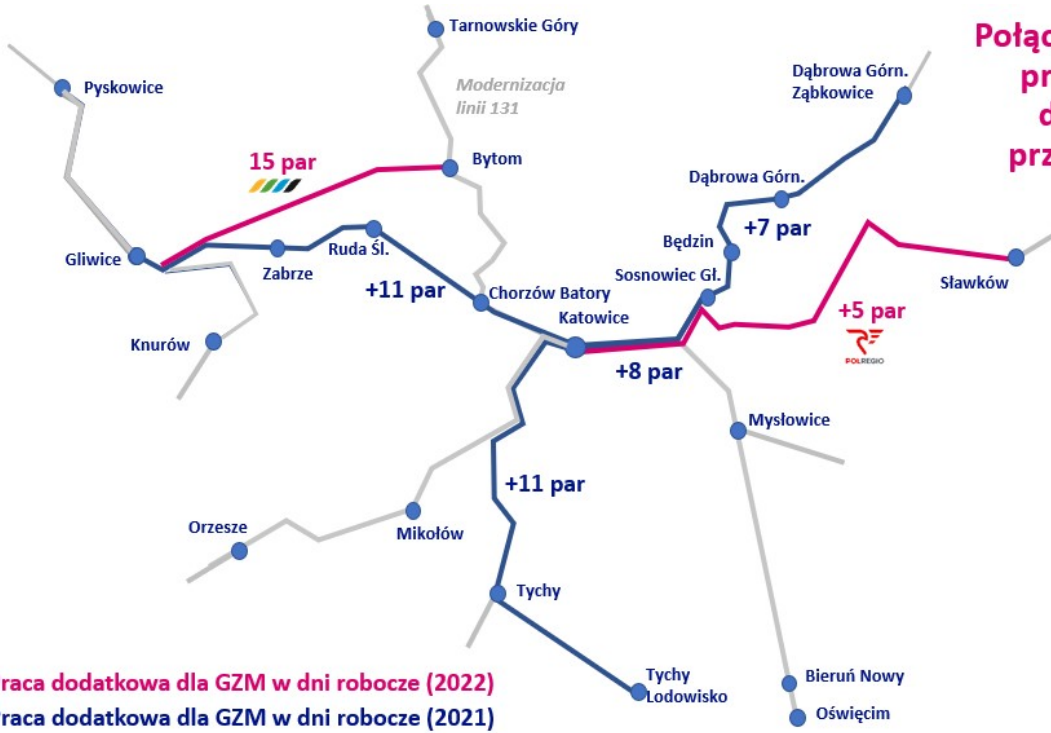 Tarnowskie Góry
Połąc
pr
d
prz
Pyskowice
Modernizacja
linii 131
Dąbrowa Górn.
Ząbkowice
15 par
Bytom
Dąbrowa Górn.
+7 par
Gliwice
Zabrze
Ruda Śl.
Będzin
Sosnowiec Gł.
Sławków
+11 par
Chorzów Batory
Katowice
+5 par
POLREGIO
Knurów
+8 par
Mysłowice
+11 par
Orzesze
Mikołów
Tychy
Tychy
Lodowisko
Bieruń Nowy
Oświęcim
raca dodatkowa dla GZM w dni robocze (2022)
raca dodatkowa dla GZM w dni robocze (2021)